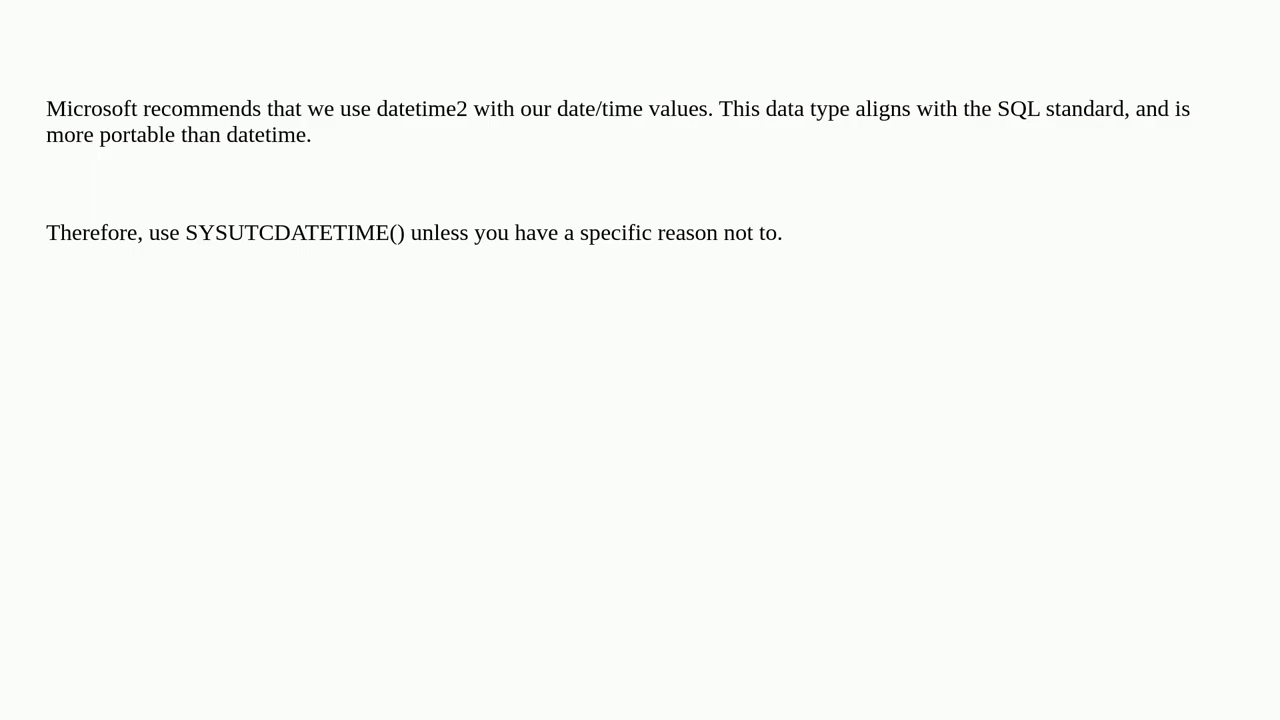 Microsoft recommends that we use datetime2 with our date/time values. This data type aligns with the SQL standard, and is
more portable than datetime.
Therefore, use SYSUTCDATETIME() unless you have a specific reason not to.